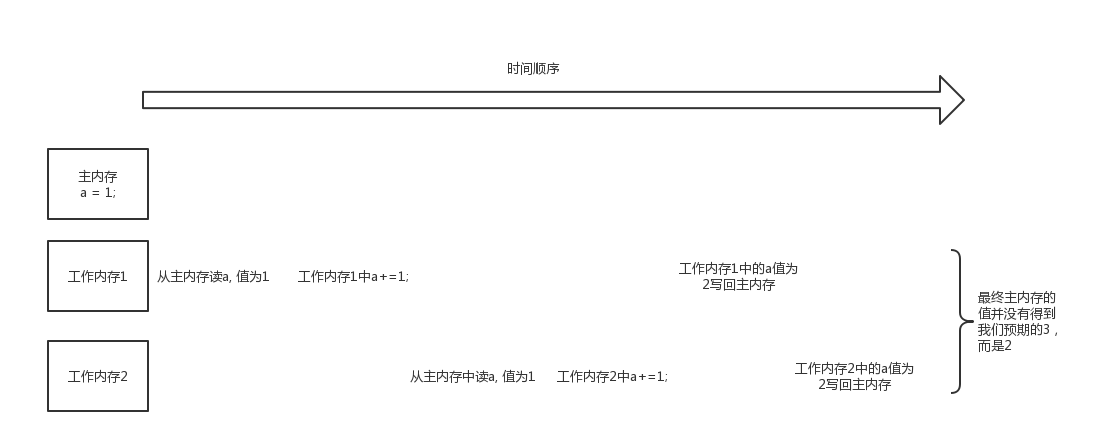 时间顺序
主内存
a = 1;
工作内存1
从主内存读a, 值为1
工作内存1中a+=1;
工作内存1中的a值为
2写回主内存
工作内存2
从主内存中读a, 值为1
工作内存2中a+=1;
工作内存2中的a值为
2写回主内存
最终主内存的
值并没有得到
我们预期的3，
而是2